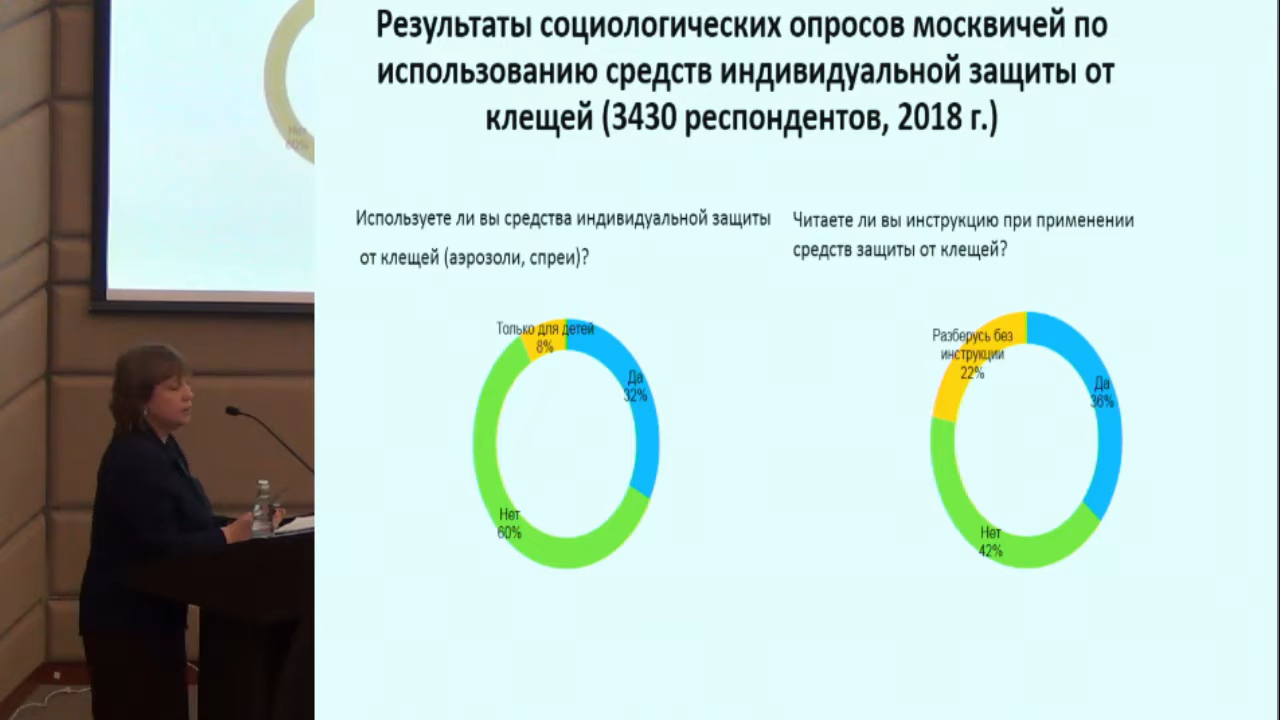 Результаты социологических опросов москвичей по
использованию средств индивидуальной защиты от
клещей (3430 респондентов, 2018 г.)
Используете ли вы средства индивидуальной защиты
от клещей (аэрозоли, спреи)?
Читаете ли вы инструкцию при применении
средств защиты от клещей?
Только для детей
8%
Да
32%
Нет
60%
Разберусь без
инструкции
22%
Да
36%
Нет
42%
Нет
60%